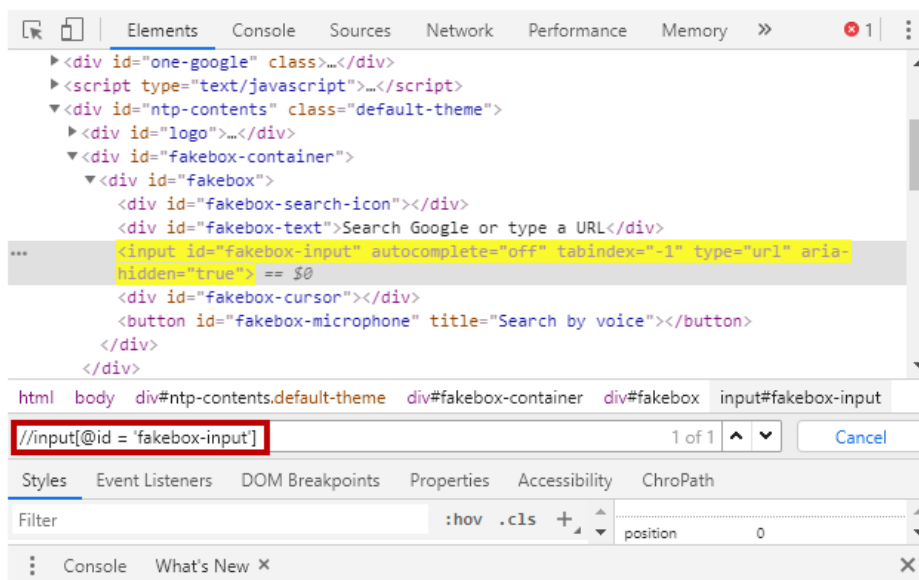 Elements Console Sources Network Performance Memory » 1
<div id="one-google" class>…</div>
<script type="text/javascript">…</script>
<div id="ntp-contents" class="default-theme">
<div id="logo">…</div>
<div id="fakebox-container">
<div id="fakebox">
<div id="fakebox-search-icon"></div>
<div id="fakebox-text">Search Google or type a URL</div>
... <input id="fakebox-input" autocomplete="off" tabindex="-1" type="url" aria-
hidden="true"> == $0
<div id="fakebox-cursor"></div>
<button id="fakebox-microphone" title="Search by voice"></button>
</div>
</div>
html body div#ntp-contents.default-theme div#fakebox-container div#fakebox input#fakebox-input
//input[@id = 'fakebox-input'] 1 of 1 Cancel
Styles Event Listeners DOM Breakpoints Properties Accessibility ChroPath
Filter :hov .cls + position 0
Console What's New ×